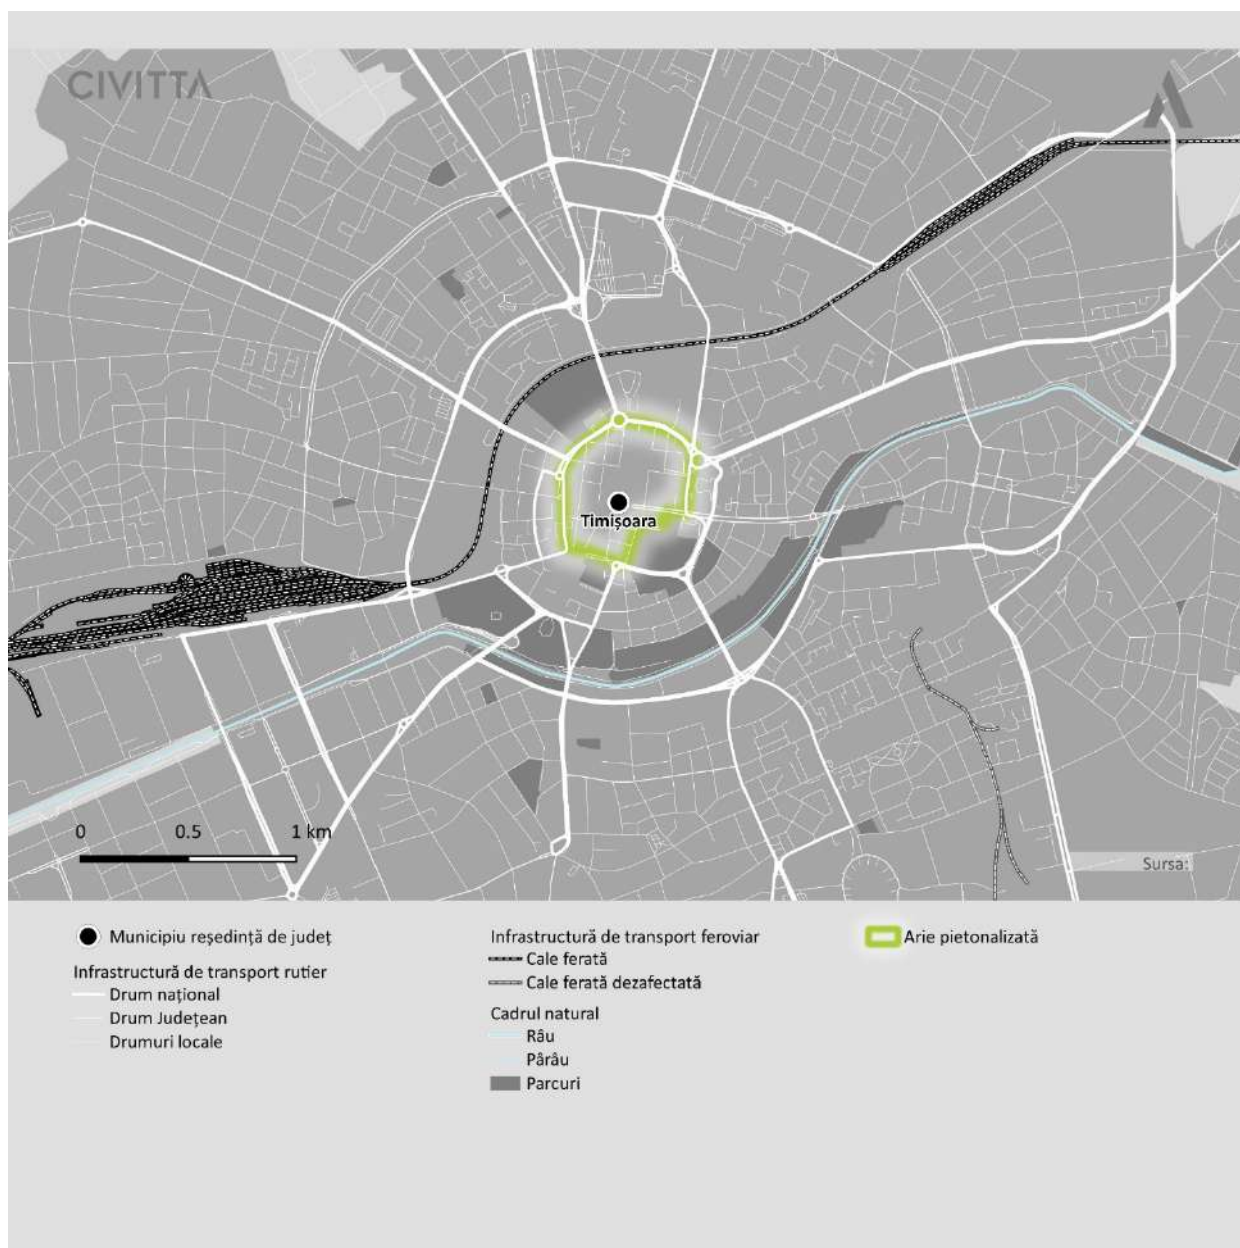 CIVITTA
Timișoara
0 0.5 1 km
Sursa:
Municipiu reședință de județ
Infrastructură de transport rutier
Drum național
Drum Județean
Drumuri locale
Infrastructură de transport feroviar
Cale ferată
Cale ferată dezafectată
Cadrul natural
Râu
Pârâu
Parcuri
Arie pietonalizată